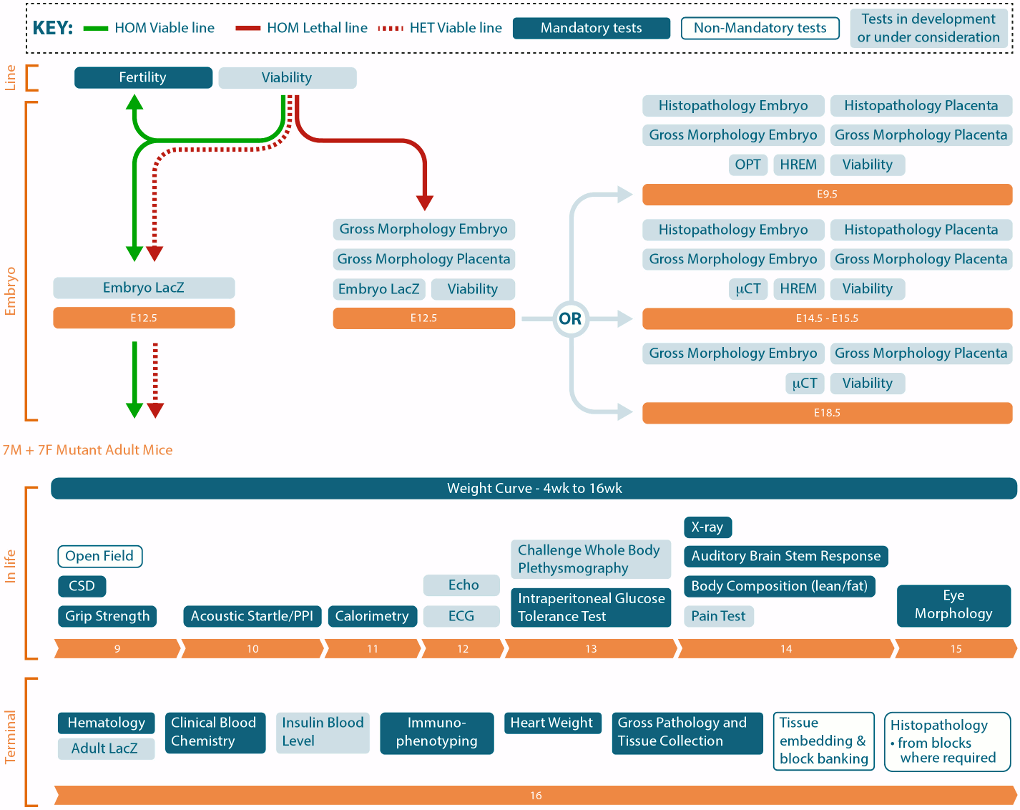 KEY: HOM Viable line HOM Lethal line HET Viable line Mandatory tests Non-Mandatory tests Tests in development
or under consideration
Line
Fertility Viability
Embryo
Histopathology Embryo Histopathology Placenta
Gross Morphology Embryo Gross Morphology Placenta
OPT HREM Viability
E9.5
Gross Morphology Embryo
Gross Morphology Placenta
Embryo LacZ Viability
E12.5
Embryo LacZ
E12.5
OR
Histopathology Embryo Histopathology Placenta
Gross Morphology Embryo Gross Morphology Placenta
μCT HREM Viability
E14.5 - E15.5
Gross Morphology Embryo Gross Morphology Placenta
μCT Viability
E18.5
7M + 7F Mutant Adult Mice
In life
Weight Curve - 4wk to 16wk
Open Field
CSD
Grip Strength
Acoustic Startle/PPI
Calorimetry
Echo
ECG
Challenge Whole Body
Plethysmography
Intraperitoneal Glucose
Tolerance Test
X-ray
Auditory Brain Stem Response
Body Composition (lean/fat)
Pain Test
Eye
Morphology
9 10 11 12 13 14 15
Terminal
Hematology
Adult LacZ
Clinical Blood
Chemistry
Insulin Blood
Level
Immuno-
phenotyping
Heart Weight
Gross Pathology and
Tissue Collection
Tissue
embedding &
block banking
Histopathology
• from blocks
where required
16